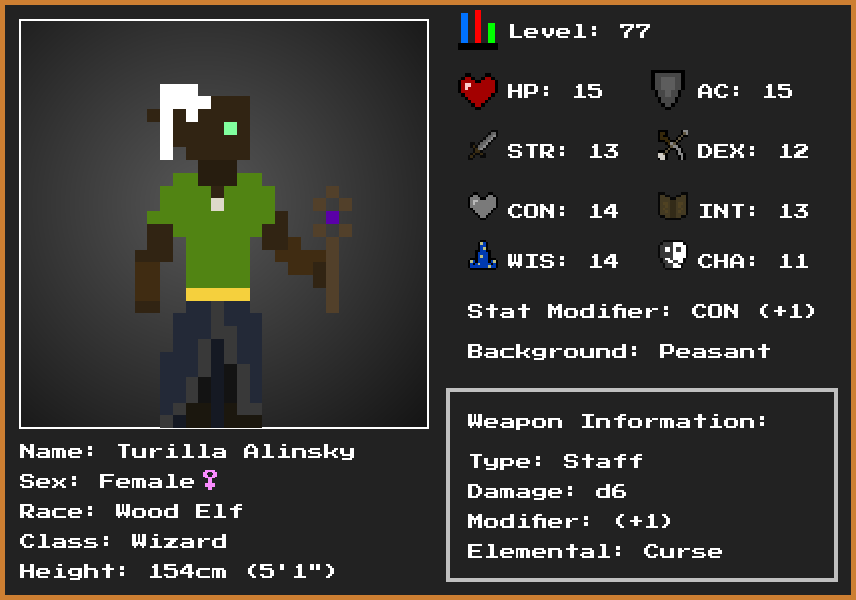 Level: 77
HP: 15
AC: 15
STR: 13
DEX: 12
CON: 14
INT: 13
WIS: 14
CHA: 11
Stat Modifier: CON (+1)
Background: Peasant
Weapon Information:
Type: Staff
Damage: d6
Modifier: (+1)
Elemental: Curse
Name: Turilla Alinsky
Sex: Female♀
Race: Wood Elf
Class: Wizard
Height: 154cm (5'1")